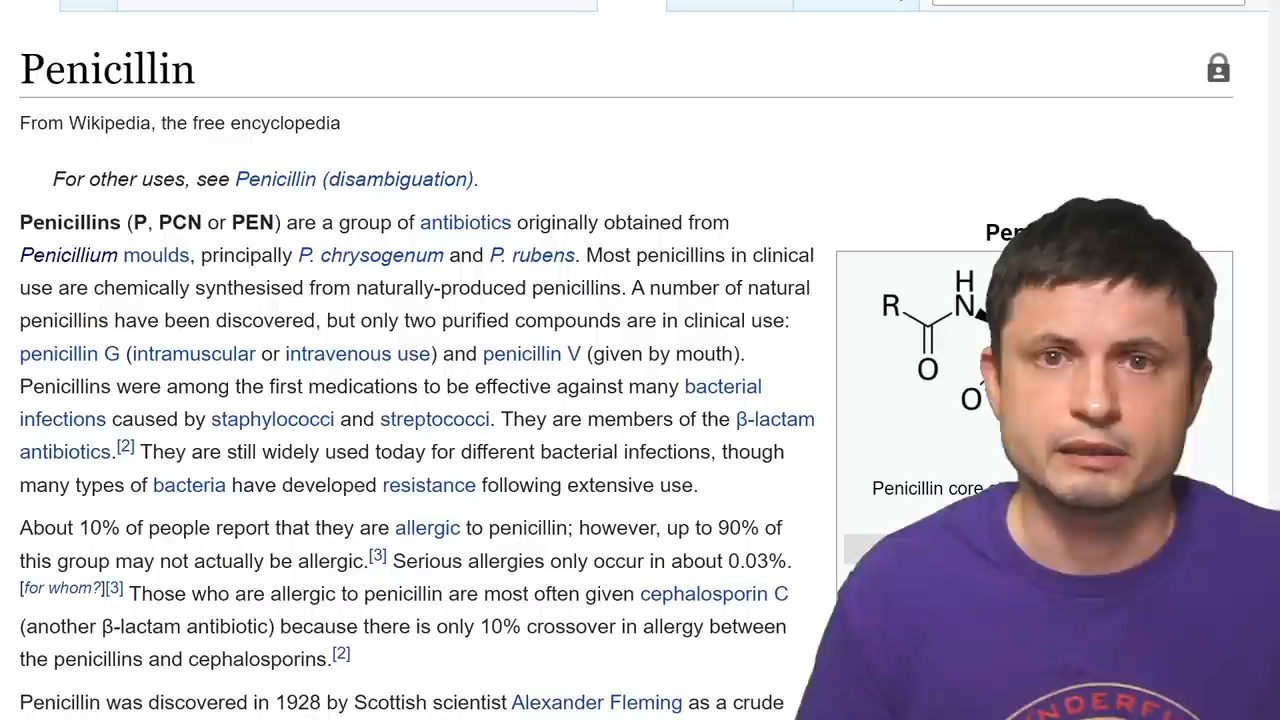 Penicillin
From Wikipedia, the free encyclopedia
For other uses, see Penicillin (disambiguation).
Penicillins (P, PCN or PEN) are a group of antibiotics originally obtained from
Penicillium moulds, principally P. chrysogenum and P. rubens. Most penicillins in clinical
use are chemically synthesised from naturally-produced penicillins. A number of natural
penicillins have been discovered, but only two purified compounds are in clinical use:
penicillin G (intramuscular or intravenous use) and penicillin V (given by mouth).
Penicillins were among the first medications to be effective against many bacterial
infections caused by staphylococci and streptococci. They are members of the β-lactam
antibiotics.[2] They are still widely used today for different bacterial infections, though
many types of bacteria have developed resistance following extensive use.
About 10% of people report that they are allergic to penicillin; however, up to 90% of
this group may not actually be allergic.[3] Serious allergies only occur in about 0.03%.
[for whom?][3] Those who are allergic to penicillin are most often given cephalosporin C
(another β-lactam antibiotic) because there is only 10% crossover in allergy between
the penicillins and cephalosporins.[2]
Penicillin was discovered in 1928 by Scottish scientist Alexander Fleming as a crude
H
R N
O
O
Penicillin core